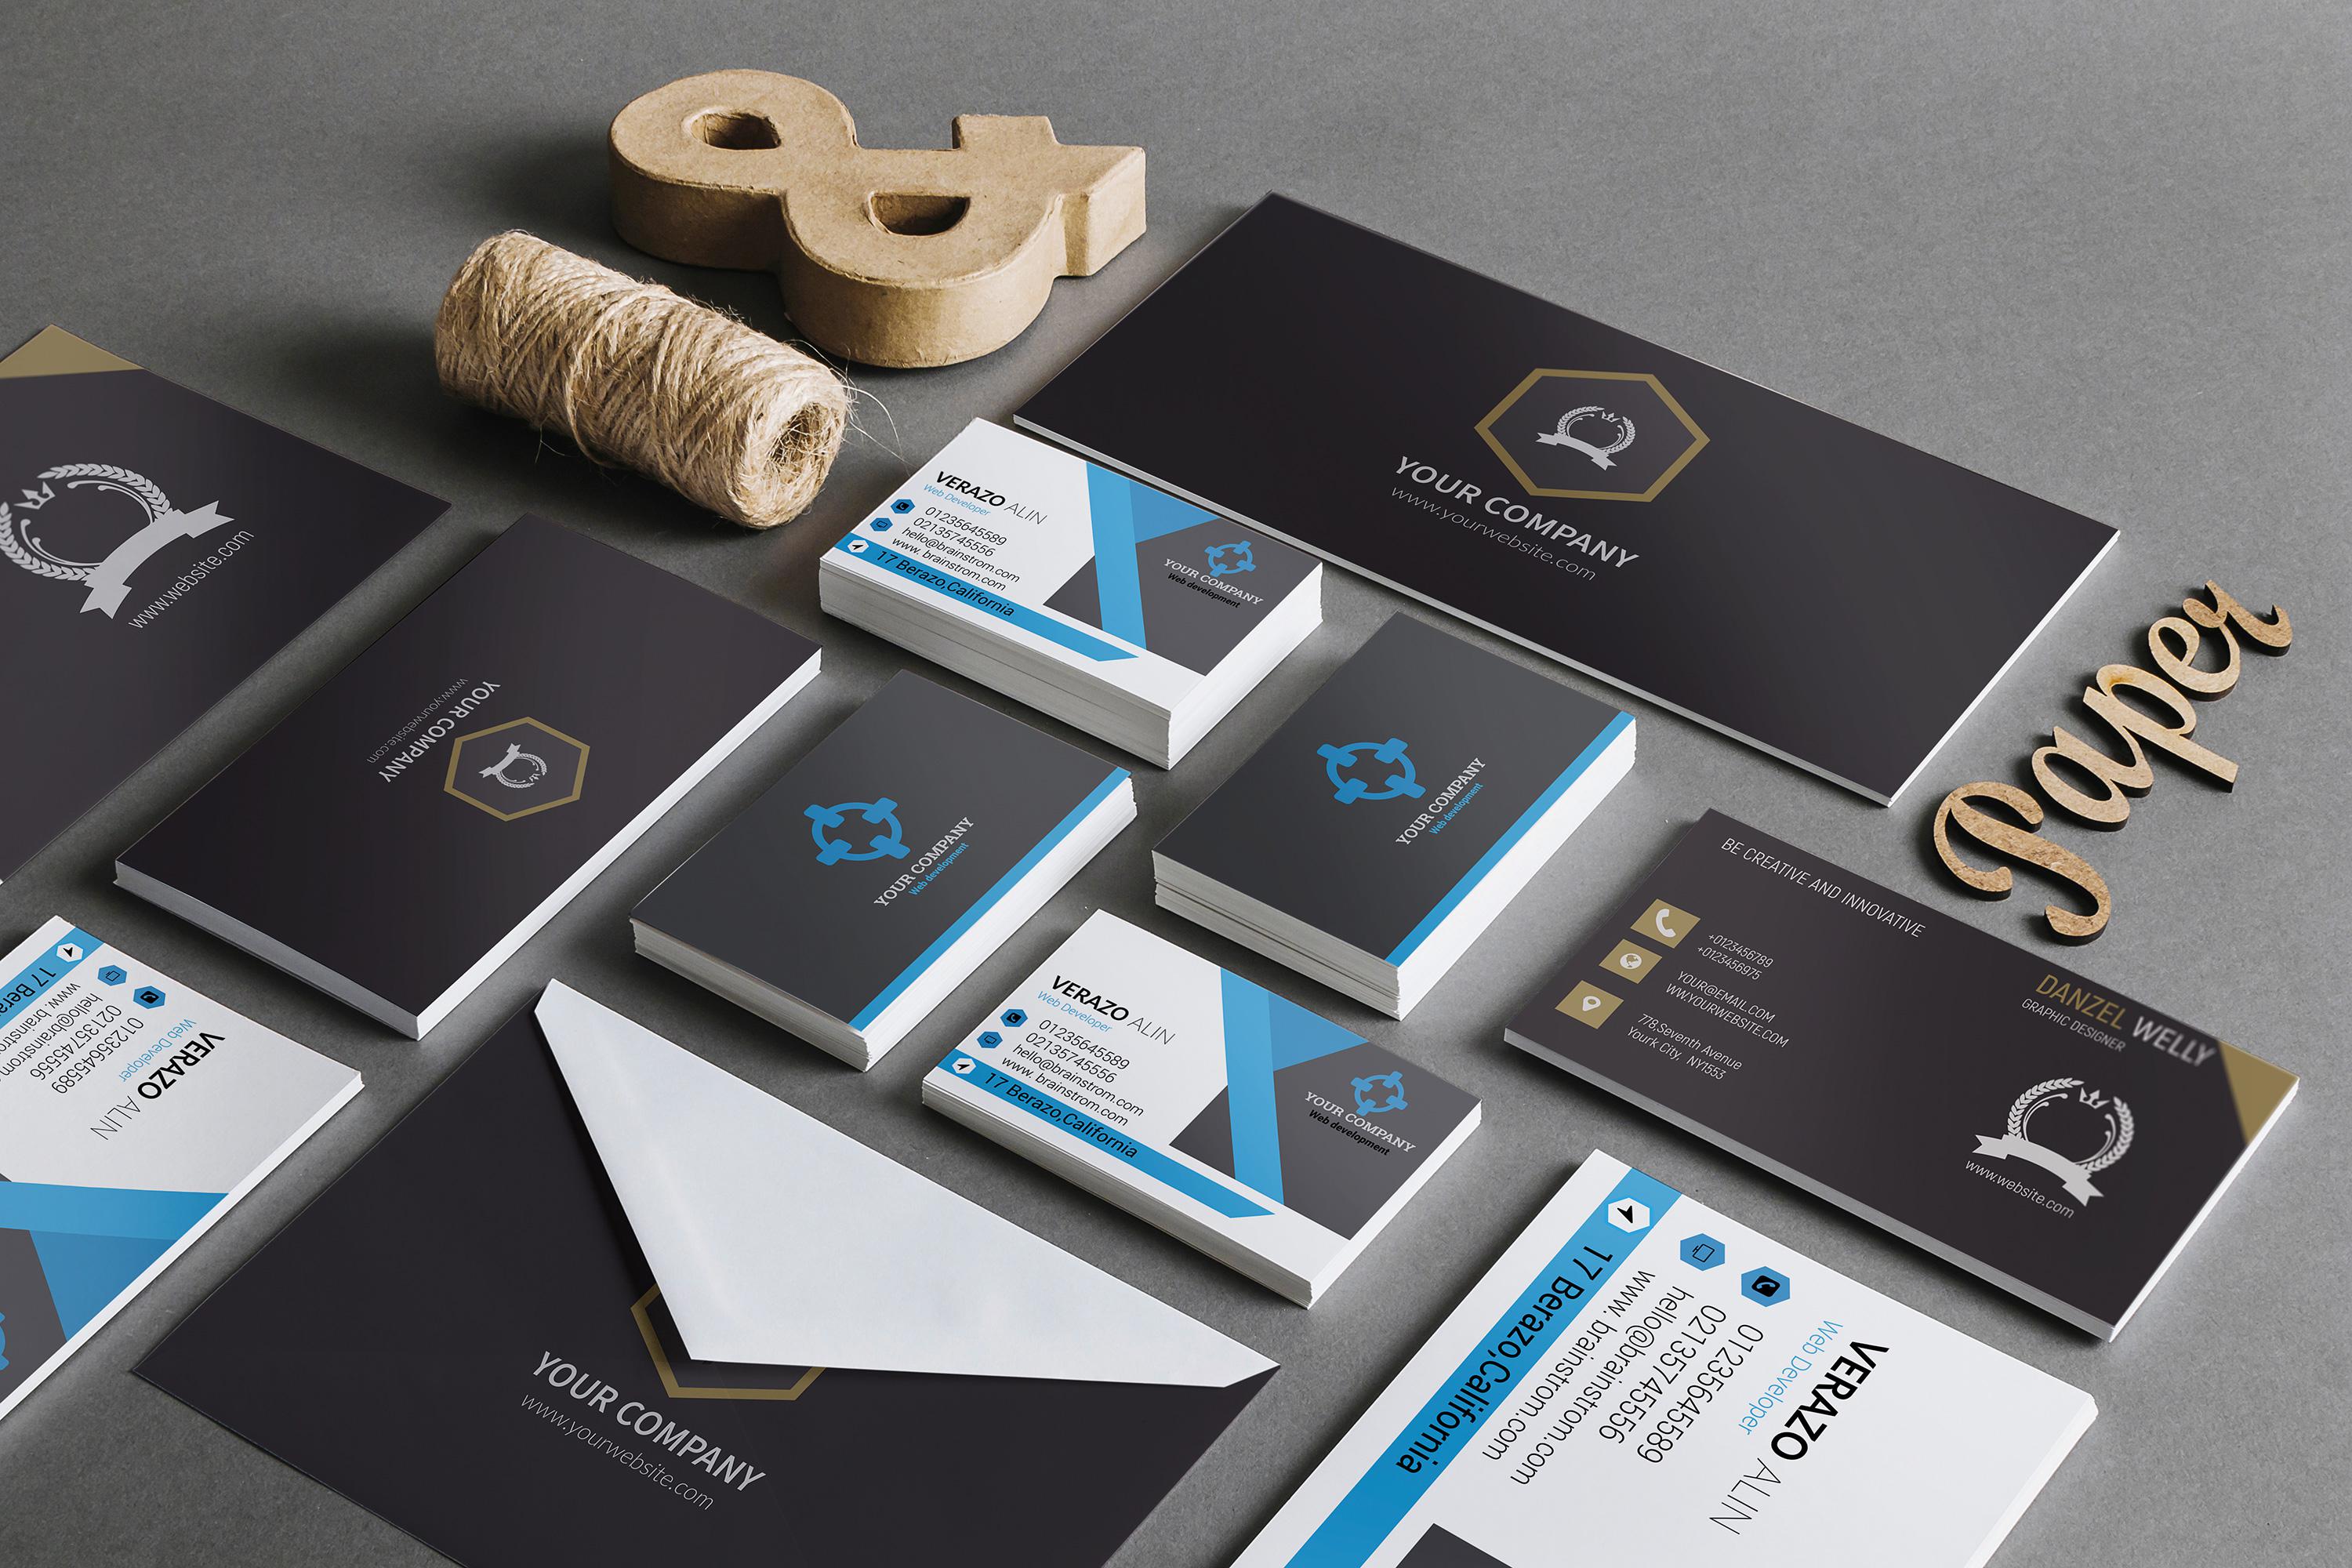 &
YOUR COMPANY
www.yourwebsite.com
www.website.com
VERAZO ALIN
Web Developer
01235645589
02135745556
hello@brainstrom.com
www. brainstrom.com
17 Berazo,California
YOUR COMPANY
Web development
Paper
YOUR COMPANY
www.yourwebsite.com
YOUR COMPANY
Web development
YOUR COMPANY
Web development
BE CREATIVE AND INNOVATIVE
+0123456789
+0123456975
YOUR@EMAIL.COM
WWYOURWEBSITE.COM
778,Seventh Avenue
Yourk City NY1553
DANZEL WELLY
GRAPHIC DESIGNER
www.website.com
VERAZO ALIN
Web Developer
01235645589
02135745556
hello@brainstrom.com
www. brainstrom.com
17 Berazo,California
YOUR COMPANY
Web development
VERAZO ALIN
Web Developer
01235645589
02135745556
hello@brainstrom
www. brainstrom.
17 Bera
YOUR COMPANY
www.yourwebsite.com
VERAZO ALIN
Web Developer
01235645589
02135745556
hello@brainstrom.com
www. brainstrom.com
17 Berazo,California